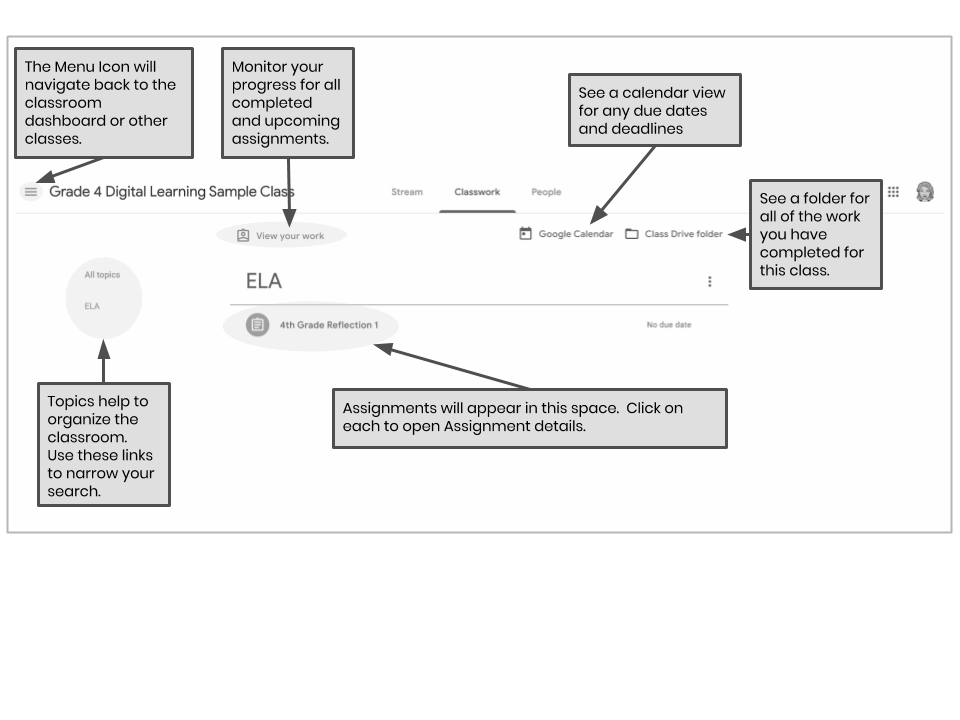 The Menu Icon will
navigate back to the
classroom
dashboard or other
classes.
Monitor your
progress for all
completed
and upcoming
assignments.
See a calendar view
for any due dates
and deadlines
Grade 4 Digital Learning Sample Class
Stream
Classwork
People
See a folder for
all of the work
you have
completed for
this class.
View your work
Google Calendar
Class Drive folder
All topics
ELA
ELA
4th Grade Reflection 1
No due date
Topics help to
organize the
classroom.
Use these links
to narrow your
search.
Assignments will appear in this space.  Click on
each to open Assignment details.